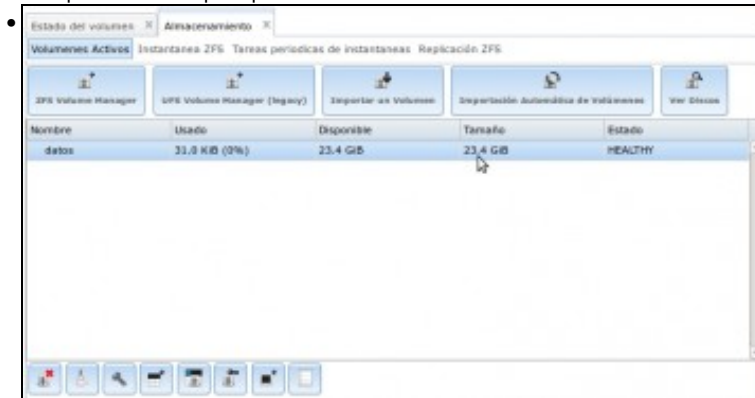 Estado del volumen Almacenamiento
Volumenes Activos Instantanea ZFS Tareas periodicas de instantaneas Replicación ZFS
ZFS Volume Manager UFS Volume Manager (legacy) Importar un Volumen Importación Automática de Volúmenes Ver Discos
Nombre Usado Disponible Tamaño Estado
datos 31.0 KiB (0%) 23.4 GiB 23.4 GiB HEALTHY